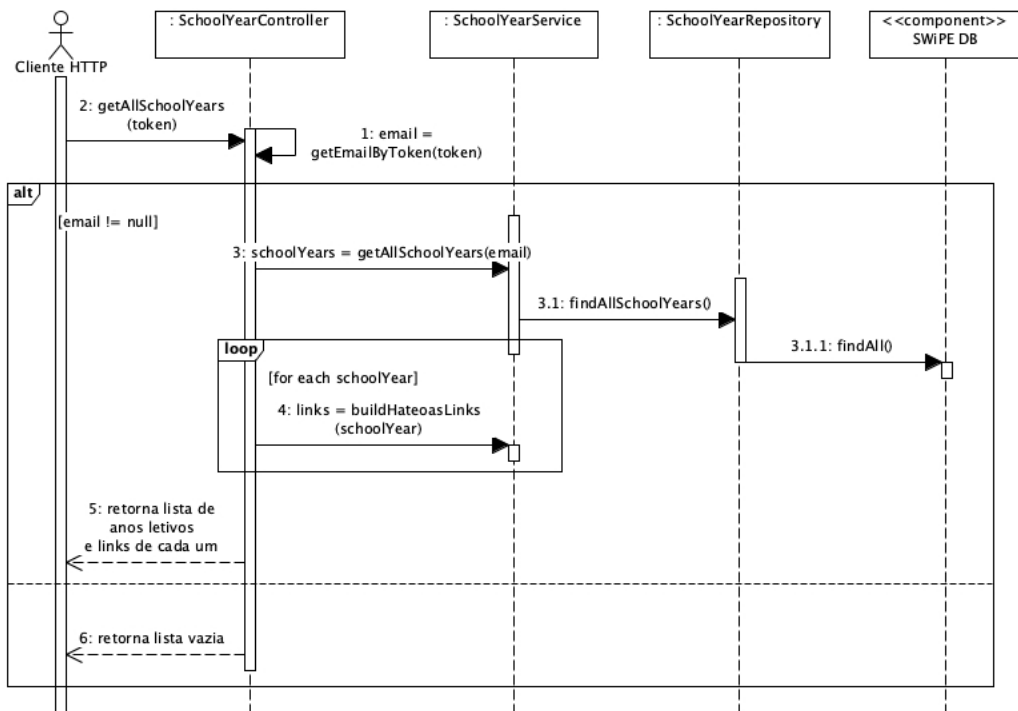 : SchoolYearController
: SchoolYearService
: SchoolYearRepository
<<component>>
SWiPE DB
Cliente HTTP
2: getAllSchoolYears
(token)
1: email =
getEmailByToken(token)
alt
[email != null]
3: schoolYears = getAllSchoolYears(email)
3.1: findAllSchoolYears()
3.1.1: findAll()
loop
[for each schoolYear]
4: links = buildHateoasLinks
(schoolYear)
5: retorna lista de
anos letivos
e links de cada um
6: retorna lista vazia